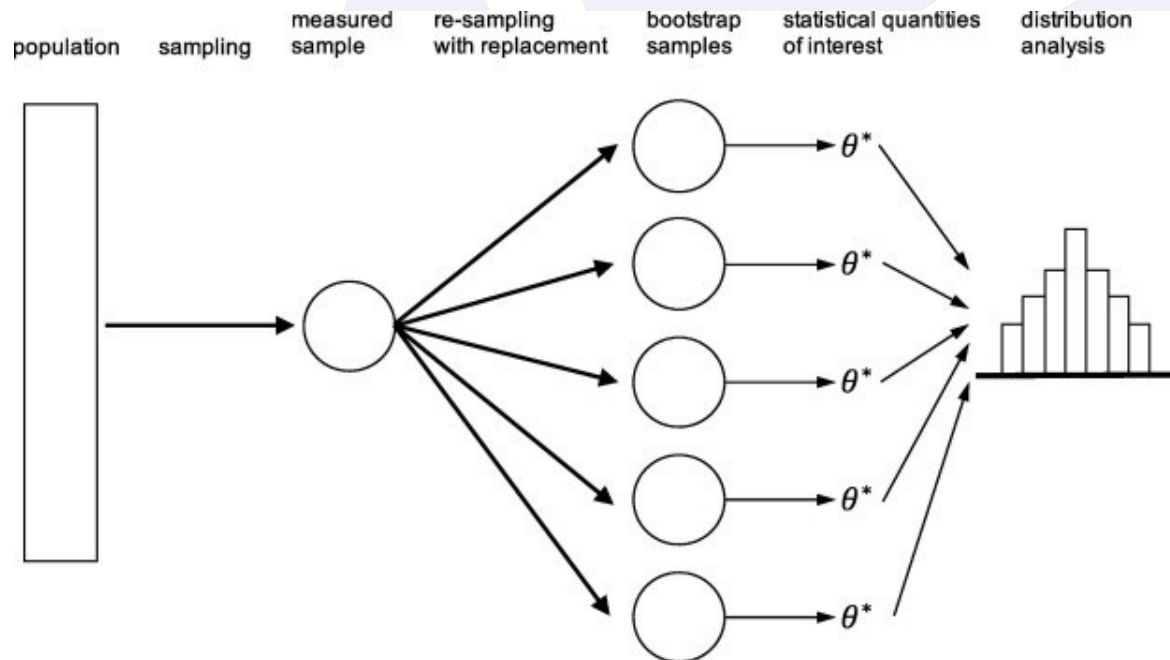 population
sampling
measured
sample
re-sampling
with replacement
bootstrap
samples
statistical quantities
of interest
distribution
analysis
θ*
θ*
θ*
θ*
θ*